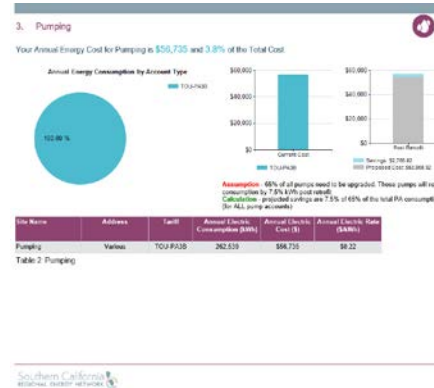 3. Pumping
Your Annual Energy Cost for Pumping is $56,735 and 3.8% of the Total Cost
Annual Energy Consumption by Account Type
TOU-PA3B
100.00 %
$60,000
$40,000
$20,000
$0
Current Cost
TOU-PA3B
$60,000
$40,000
$20,000
$0
Post Retrofit
Savings
Proposed Cost
Assumption - 65% of all pumps need to be upgraded. These pumps will re
consumption by 7.5% kWh post retrofit
Calculation - projected savings are 7.5% of 65% of the total PA consumpti
(for ALL pump accounts)
Site Name Address Tariff Annual Electric Consumption (kWh) Annual Electric Cost ($) Annual Electric Rate ($/kWh)
Pumping Various TOU-PA3B 262,539 $56,735 $0.22
Table 2 Pumping
Southern California
REGIONAL ENERGY NETWORK